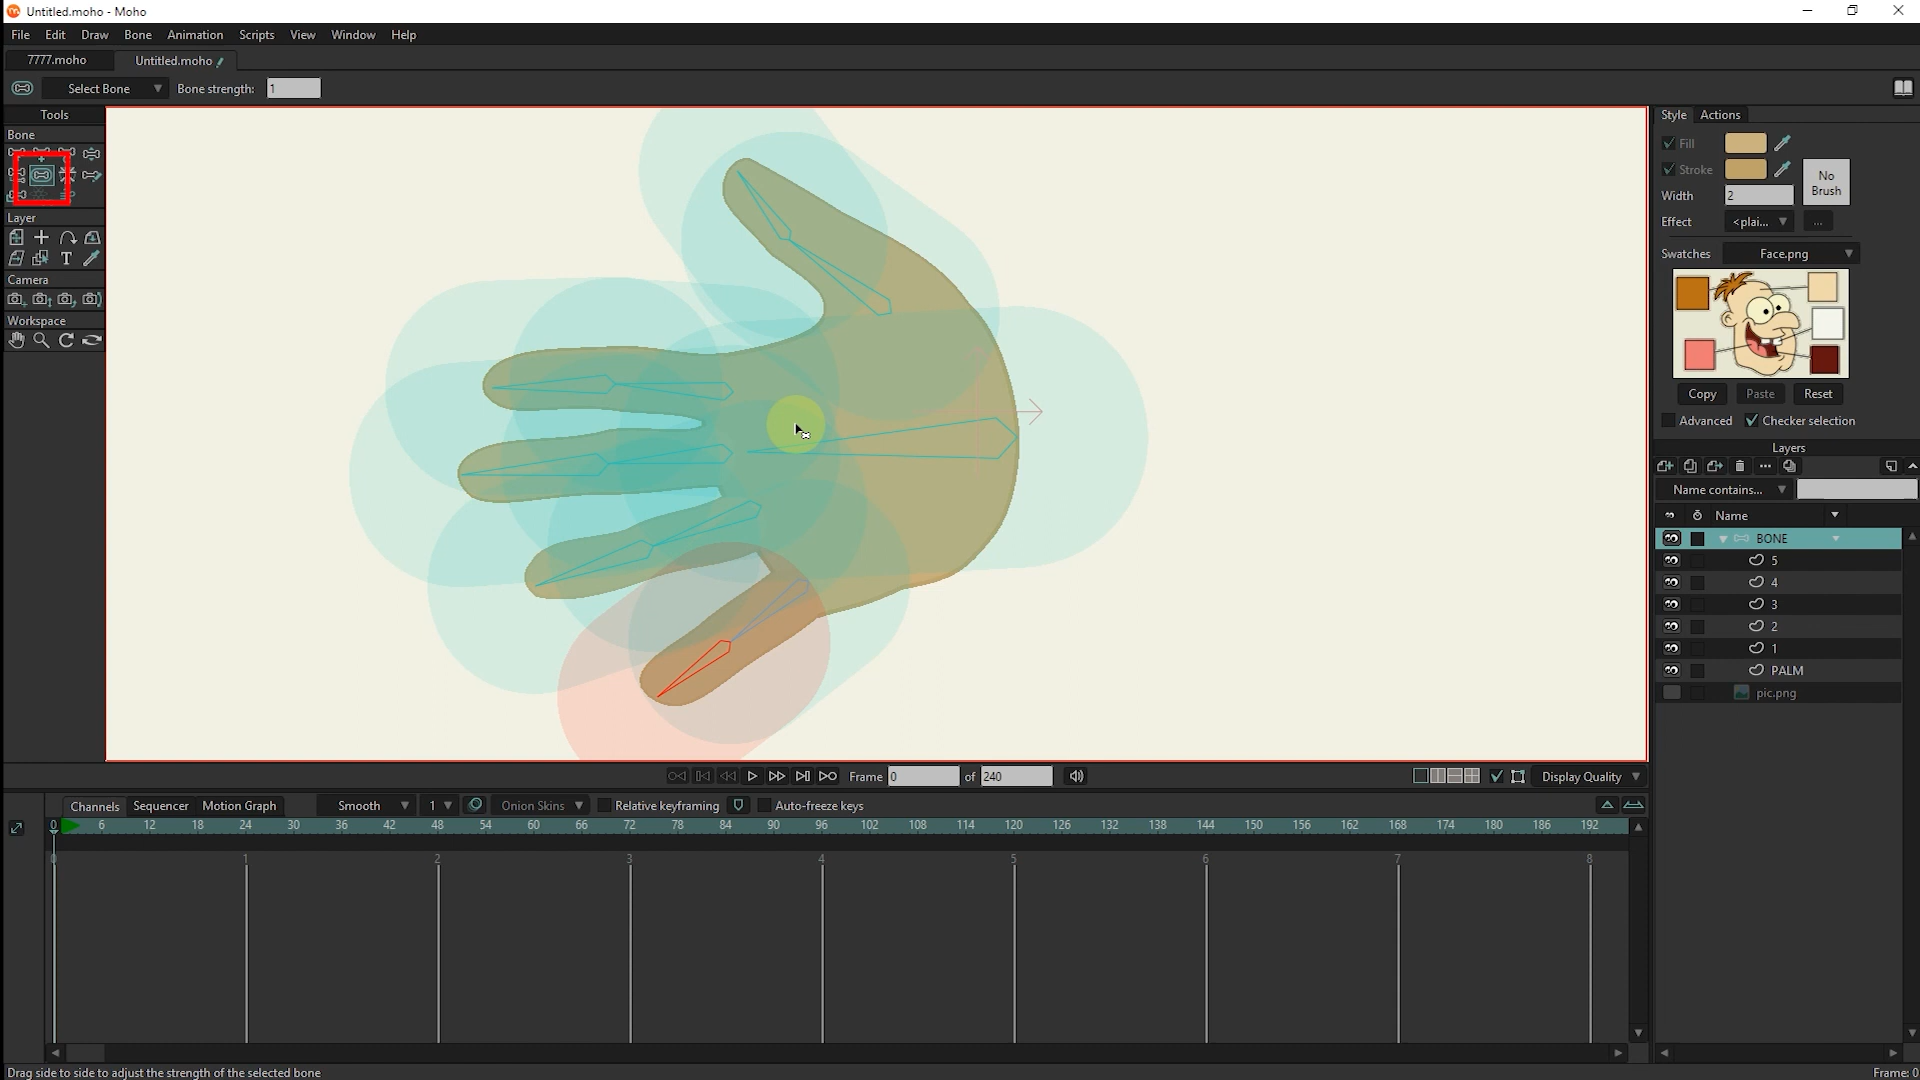 Untitled.moho - Moho
File Edit Draw Bone Animation Scripts View Window Help
7777.moho Untitled.moho
Select Bone Bone strength: 1
Tools
Bone
Layer
T
Camera
Workspace
Style Actions
Fill
Stroke
No Brush
Width 2
Effect <plai... ...
Swatches Face.png
Copy Paste Reset
Advanced Checker selection
Layers
Name contains...
Name
BONE
5
4
3
2
1
PALM
pic.png
Frame 0 of 240 Display Quality
Channels Sequencer Motion Graph Smooth 1 Onion Skins Relative keyframing Auto-freeze keys
0 6 12 18 24 30 36 42 48 54 60 66 72 78 84 90 96 102 108 114 120 126 132 138 144 150 156 162 168 174 180 186 192
0 1 2 3 4 5 6 7 8
Drag side to side to adjust the strength of the selected bone Frame: 0